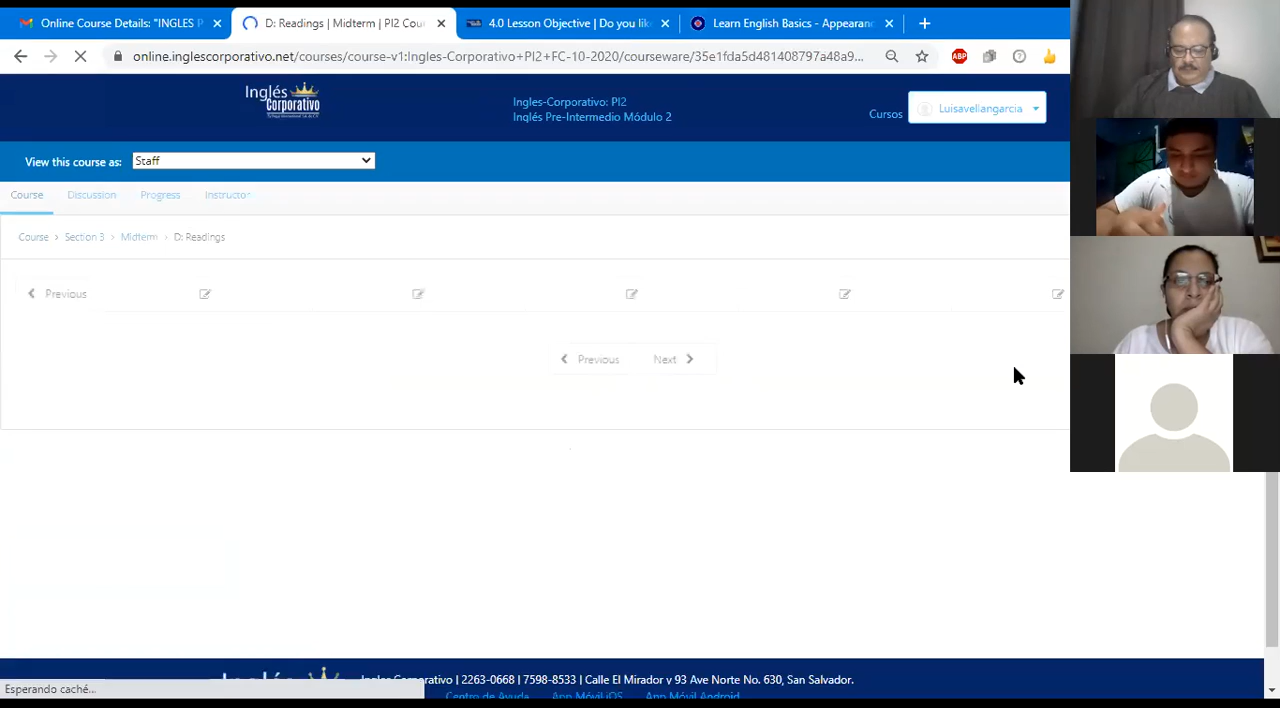 Online Course Details: "INGLES P
D: Readings | Midterm | PI2 Cou
4.0 Lesson Objective | Do you like
Learn English Basics - Appearanc
online.inglescorporativo.net/courses/course-v1:Ingles-Corporativo+PI2+FC-10-2020/courseware/35e1fda5d481408797a48a9...
ABP
Inglés
Corporativo
Ingles-Corporativo: PI2
Inglés Pre-Intermedio Módulo 2
Cursos
Luisavellangarcia
View this course as:
Staff
Course
Discussion
Progress
Instructor
Course > Section 3 > Midterm > D: Readings
Previous
Previous
Next
Ingles Corporativo | 2263-0668 | 7598-8533 | Calle El Mirador y 93 Ave Norte No. 630, San Salvador.
Centro de Ayuda
App Móvil iOS
App Móvil Android
Esperando caché...